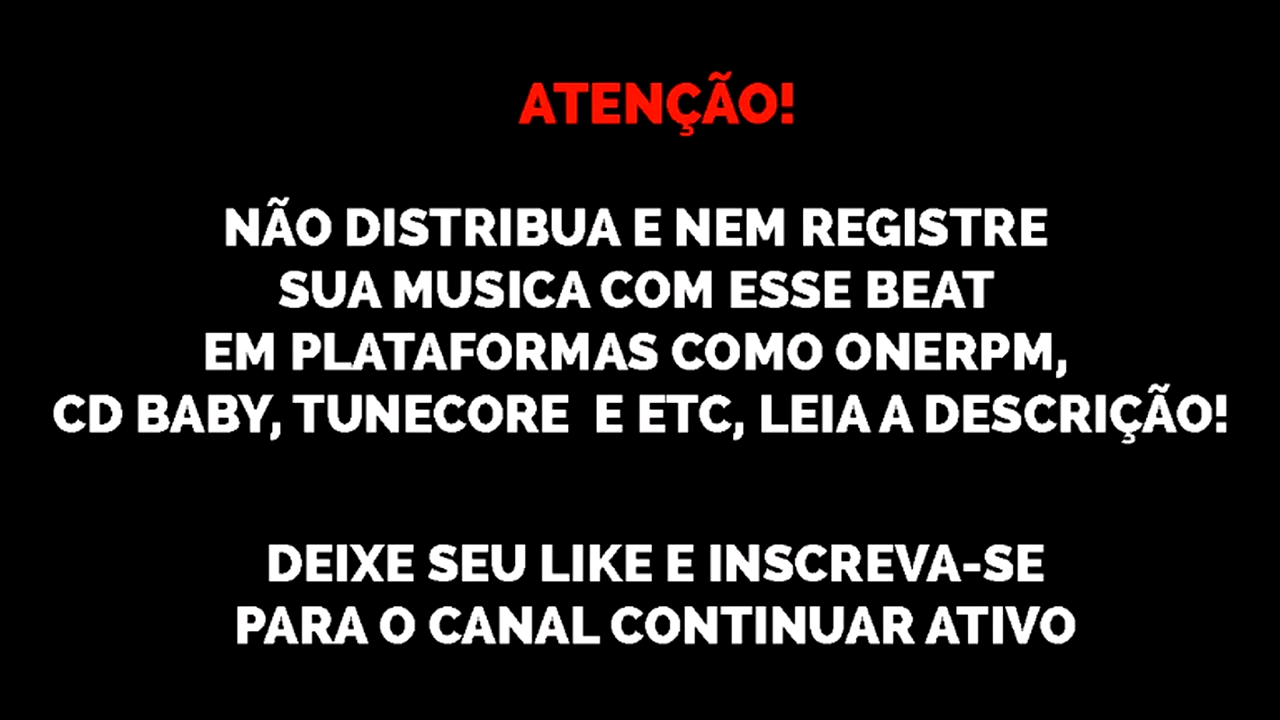 ATENÇÃO!
NÃO DISTRIBUA E NEM REGISTRE
SUA MUSICA COM ESSE BEAT
EM PLATAFORMAS COMO ONERPM,
CD BABY, TUNECORE E ETC, LEIA A DESCRIÇÃO!
DEIXE SEU LIKE E INSCREVA-SE
PARA O CANAL CONTINUAR ATIVO